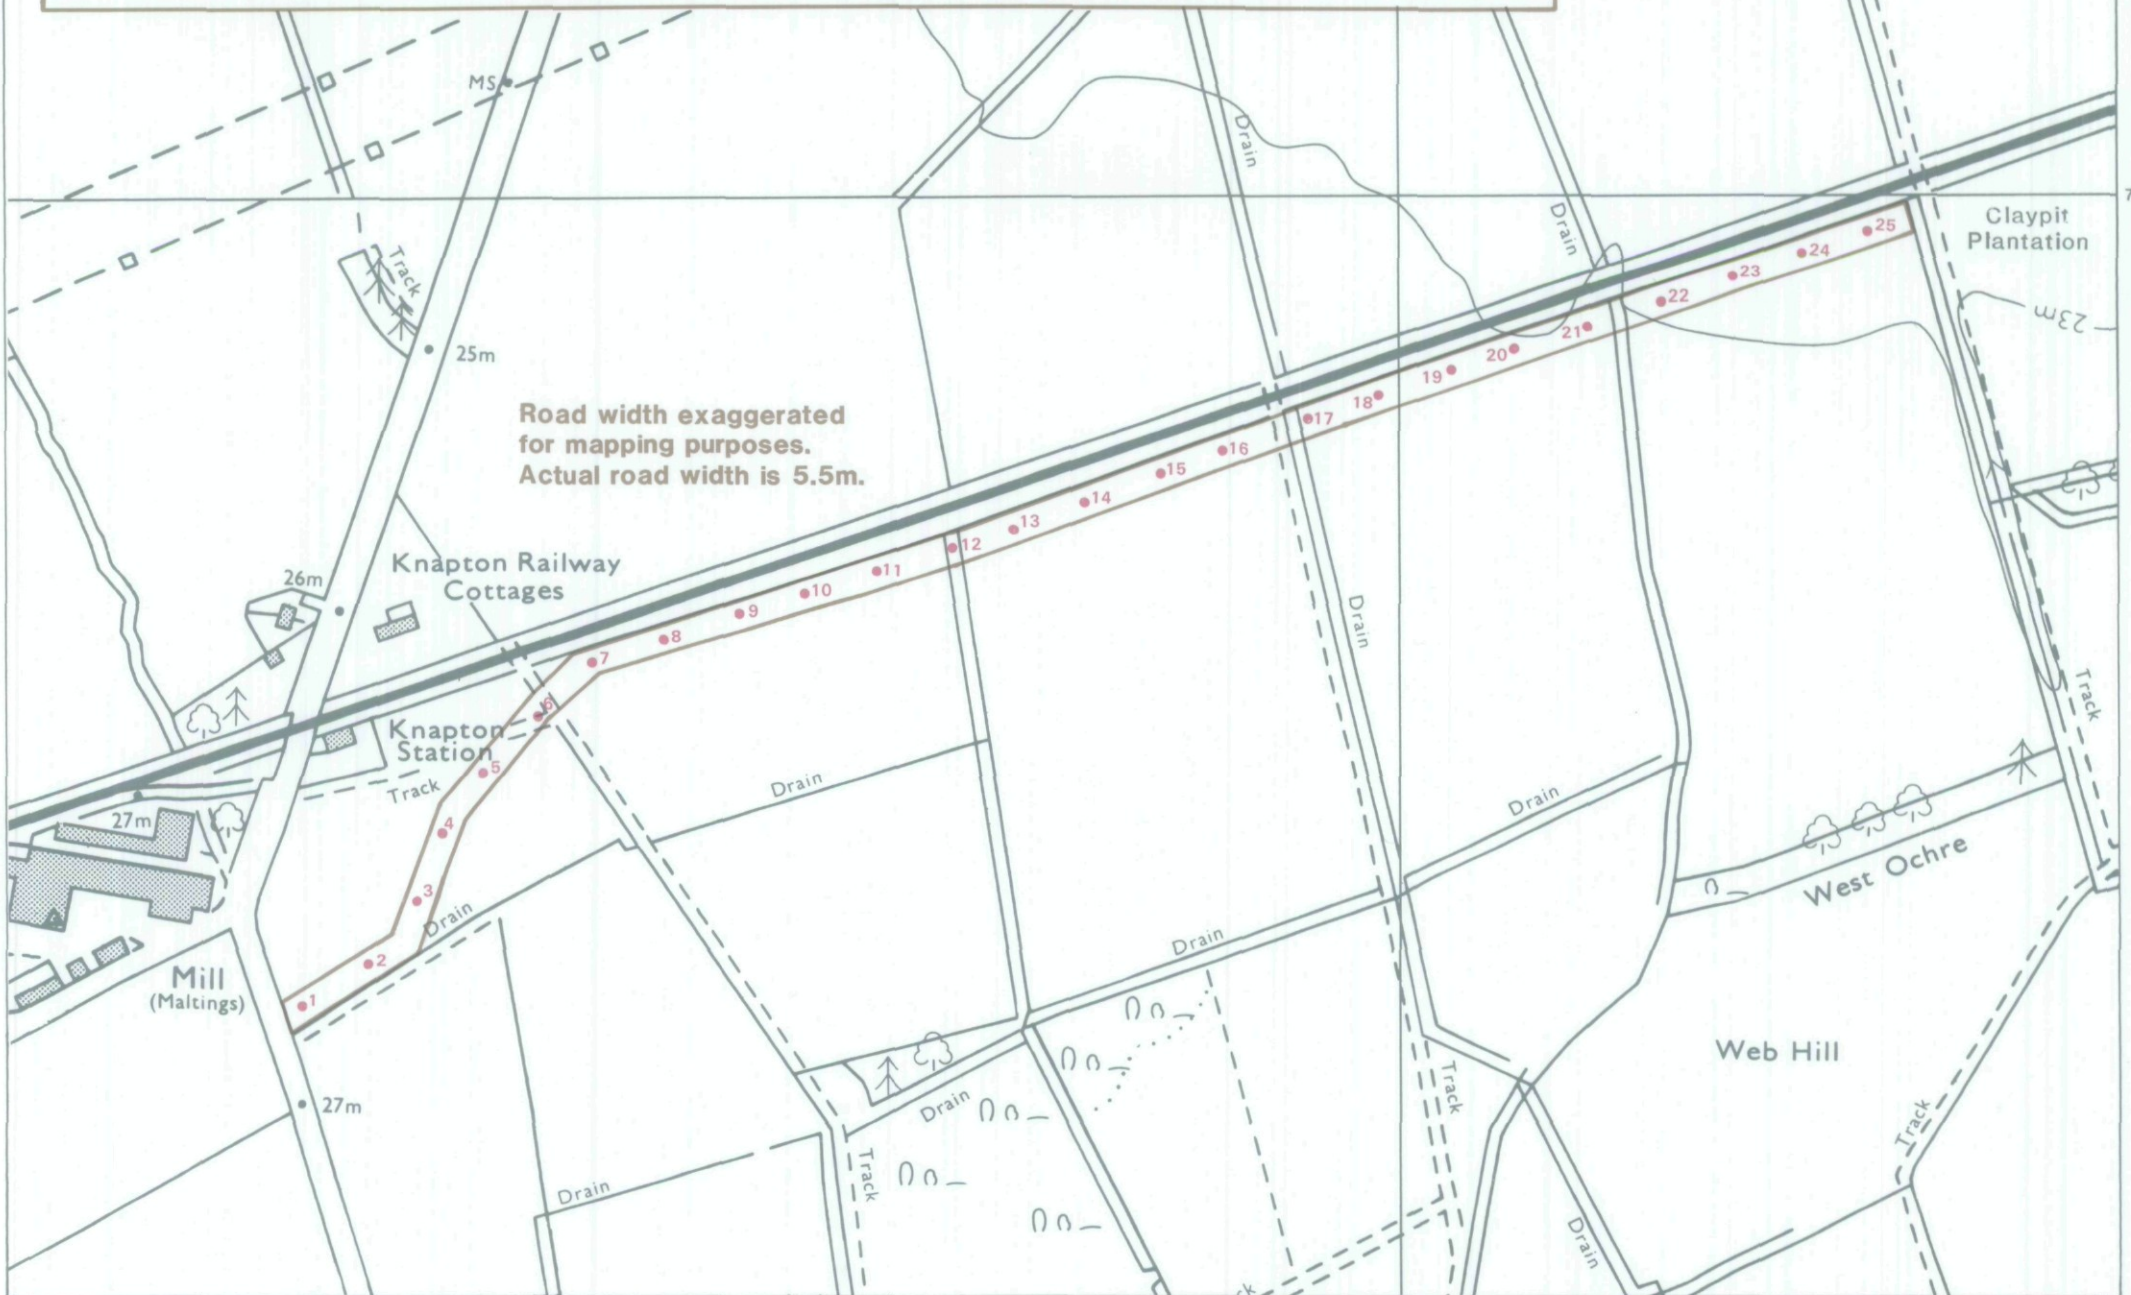 MS
Drain
7
Claypit
Plantation
Drain
Track
25
24
23
22
23m
21
20
19
18
17
25m
Road width exaggerated
for mapping purposes.
Actual road width is 5.5m.
16
15
14
13
12
11
10
9
8
7
6
5
4
3
2
1
Knapton Railway
Cottages
26m
Drain
Knapton
Station
Track
Track
27m
Drain
Drain
West Ochre
Drain
Drain
Mill
(Maltings)
Web Hill
27m
Drain
Track
Track
Track
Drain
Drain